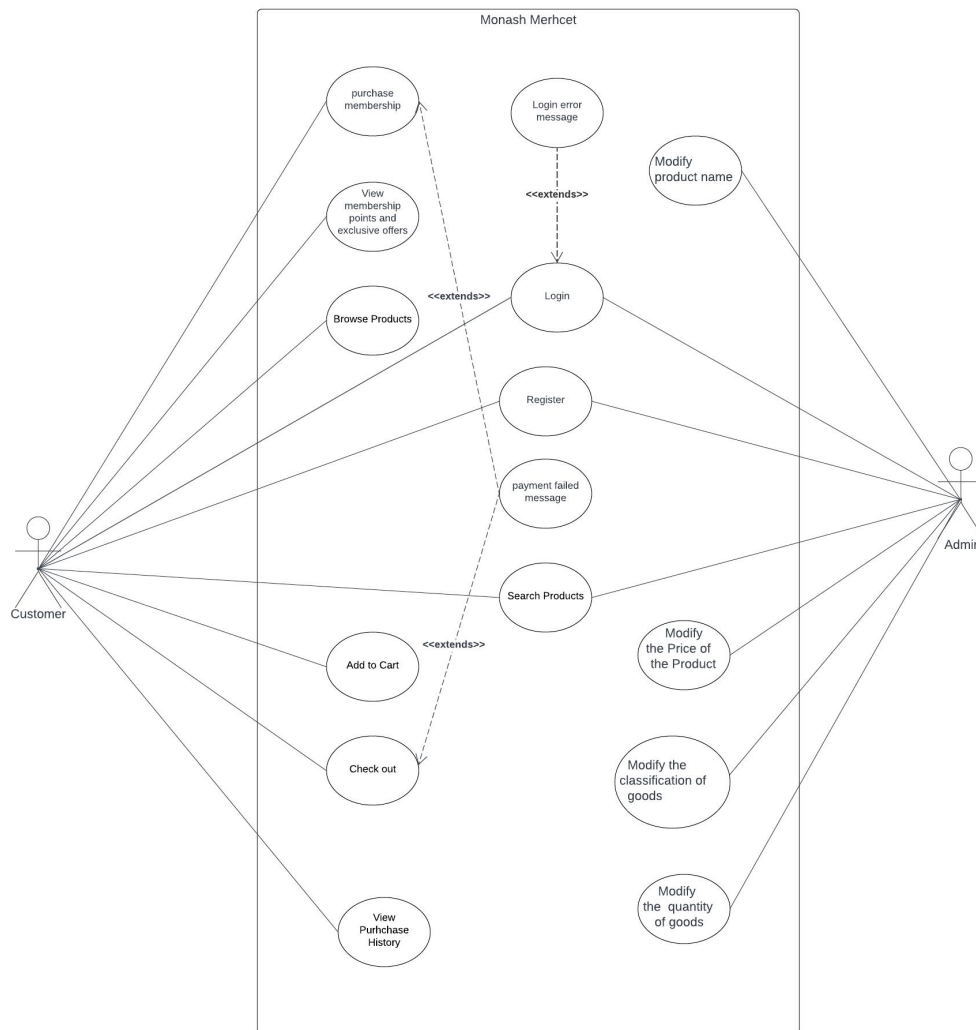 Monash Merhcet
purchase
membership
Login error
message
Modify
product name
<<extends>>
View
membership
points and
exclusive offers
<<extends>>
Login
Browse Products
Register
payment failed
message
Customer
Admin
Search Products
<<extends>>
Add to Cart
Modify
the Price of
the Product
Check out
Modify the
classification of
goods
View
Purhchase
History
Modify
the quantity
of goods